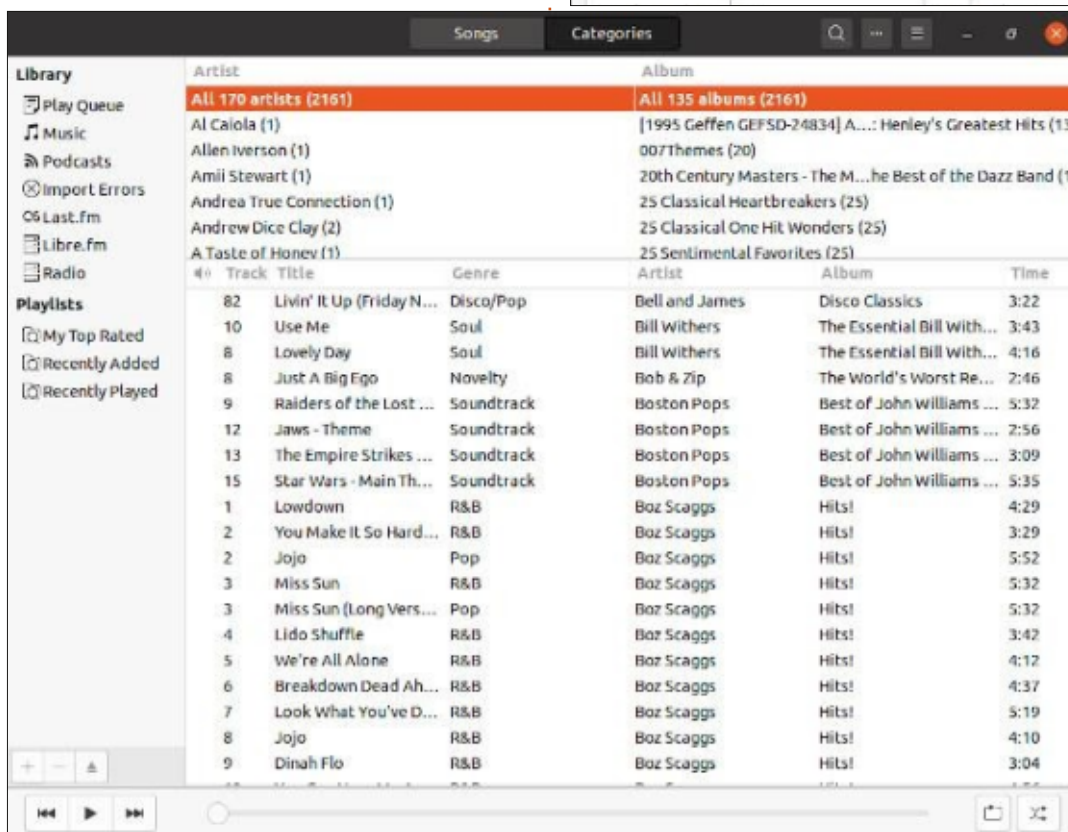 Songs Categories
Library
Play Queue
Music
Podcasts
Import Errors
Last.fm
Libre.fm
Radio
Playlists
My Top Rated
Recently Added
Recently Played
Artist Album
All 170 artists (2161) All 135 albums (2161)
Al Caiola (1) [1995 Geffen GEFSD-24834] A...: Henley's Greatest Hits (13
Allen Iverson (1) 007Themes (20)
Amii Stewart (1) 20th Century Masters - The M...he Best of the Dazz Band (1
Andrea True Connection (1) 25 Classical Heartbreakers (25)
Andrew Dice Clay (2) 25 Classical One Hit Wonders (25)
A Taste of Honey (1) 25 Sentimental Favorites (25)
Track Title Genre Artist Album Time
82 Livin' It Up (Friday N... Disco/Pop Bell and James Disco Classics 3:22
10 Use Me Soul Bill Withers The Essential Bill With... 3:43
8 Lovely Day Soul Bill Withers The Essential Bill With... 4:16
8 Just A Big Ego Novelty Bob & Zip The World's Worst Re... 2:46
9 Raiders of the Lost ... Soundtrack Boston Pops Best of John Williams ... 5:32
12 Jaws - Theme Soundtrack Boston Pops Best of John Williams ... 2:56
13 The Empire Strikes ... Soundtrack Boston Pops Best of John Williams ... 3:09
15 Star Wars - Main Th... Soundtrack Boston Pops Best of John Williams ... 5:35
1 Lowdown R&B Boz Scaggs Hits! 4:29
2 You Make It So Hard... R&B Boz Scaggs Hits! 3:29
2 Jojo Pop Boz Scaggs Hits! 5:52
3 Miss Sun R&B Boz Scaggs Hits! 5:32
3 Miss Sun (Long Vers... Pop Boz Scaggs Hits! 5:32
4 Lido Shuffle R&B Boz Scaggs Hits! 3:42
5 We're All Alone R&B Boz Scaggs Hits! 4:12
6 Breakdown Dead Ah... R&B Boz Scaggs Hits! 4:37
7 Look What You've D... R&B Boz Scaggs Hits! 5:19
8 Jojo R&B Boz Scaggs Hits! 4:10
9 Dinah Flo R&B Boz Scaggs Hits! 3:04